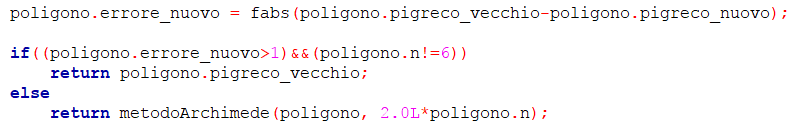 poligono.errore_nuovo = fabs(poligono.pigreco_vecchio-poligono.pigreco_nuovo);
if((poligono.errore_nuovo>1)&&(poligono.n!=6))
return poligono.pigreco_vecchio;
else
return metodoArchimede(poligono, 2.0L*poligono.n);